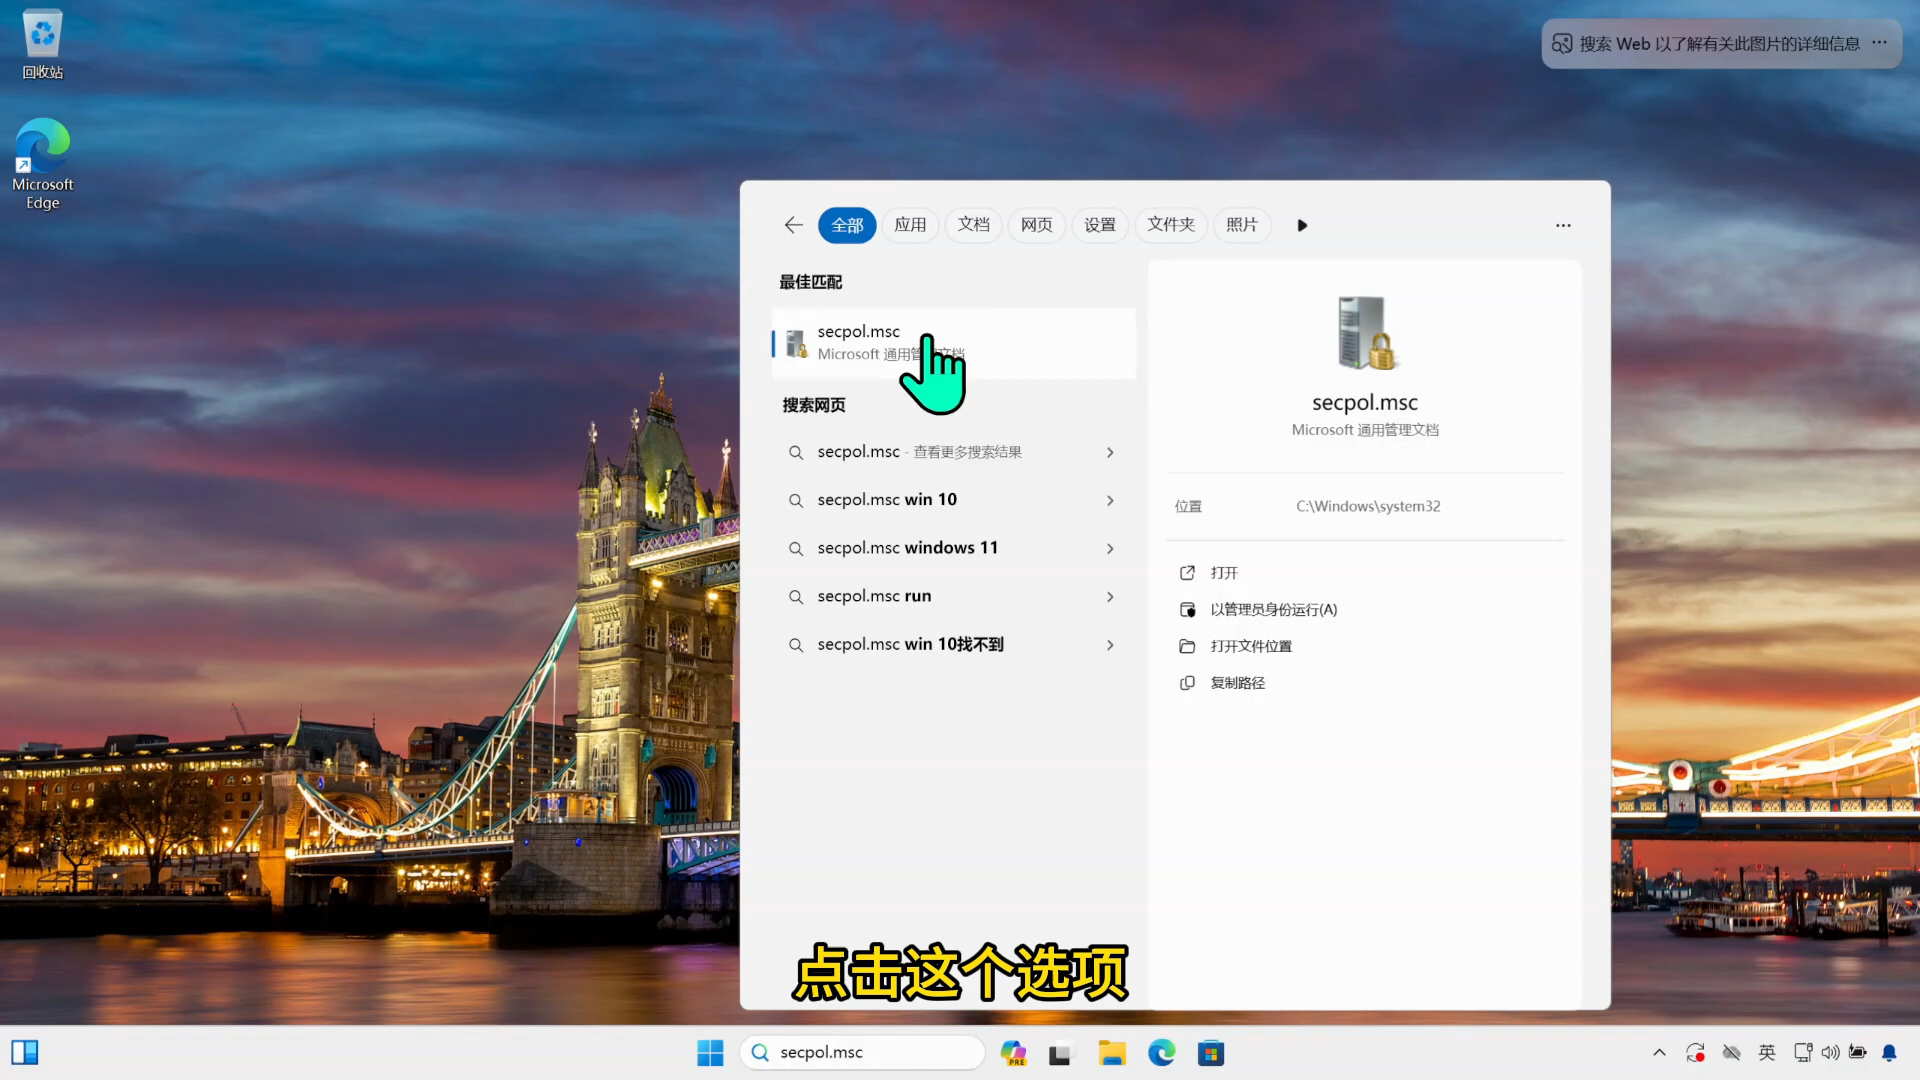 回收站
Microsoft
Edge
搜索 Web 以了解有关此图片的详细信息
全部
应用
文档
网页
设置
文件夹
照片
最佳匹配
secpol.msc
Microsoft 通用管理文档
搜索网页
secpol.msc - 查看更多搜索结果
secpol.msc win 10
secpol.msc windows 11
secpol.msc run
secpol.msc win 10找不到
secpol.msc
Microsoft 通用管理文档
位置 C:\Windows\system32
打开
以管理员身份运行(A)
打开文件位置
复制路径
点击这个选项
secpol.msc
PRE
英